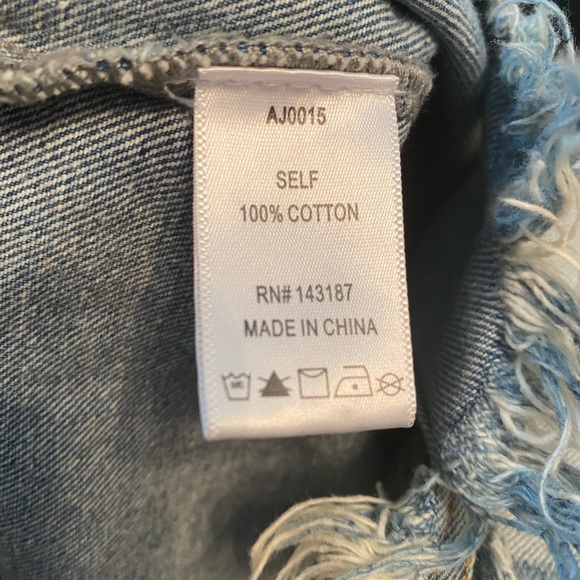 AJ0015
SELF
100% COTTON
RN# 143187
MADE IN CHINA